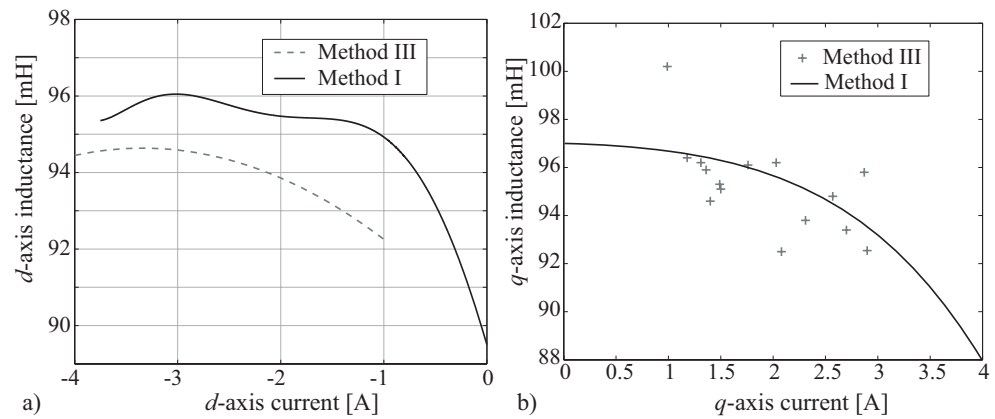 98
96
94
92
90
-4
-3
-2
-1
0
d-axis inductance [mH]
d-axis current [A]
Method III
Method I
a)
102
100
98
96
94
92
90
88
0
0.5
1
1.5
2
2.5
3
3.5
4
q-axis inductance [mH]
q-axis current [A]
Method III
Method I
b)